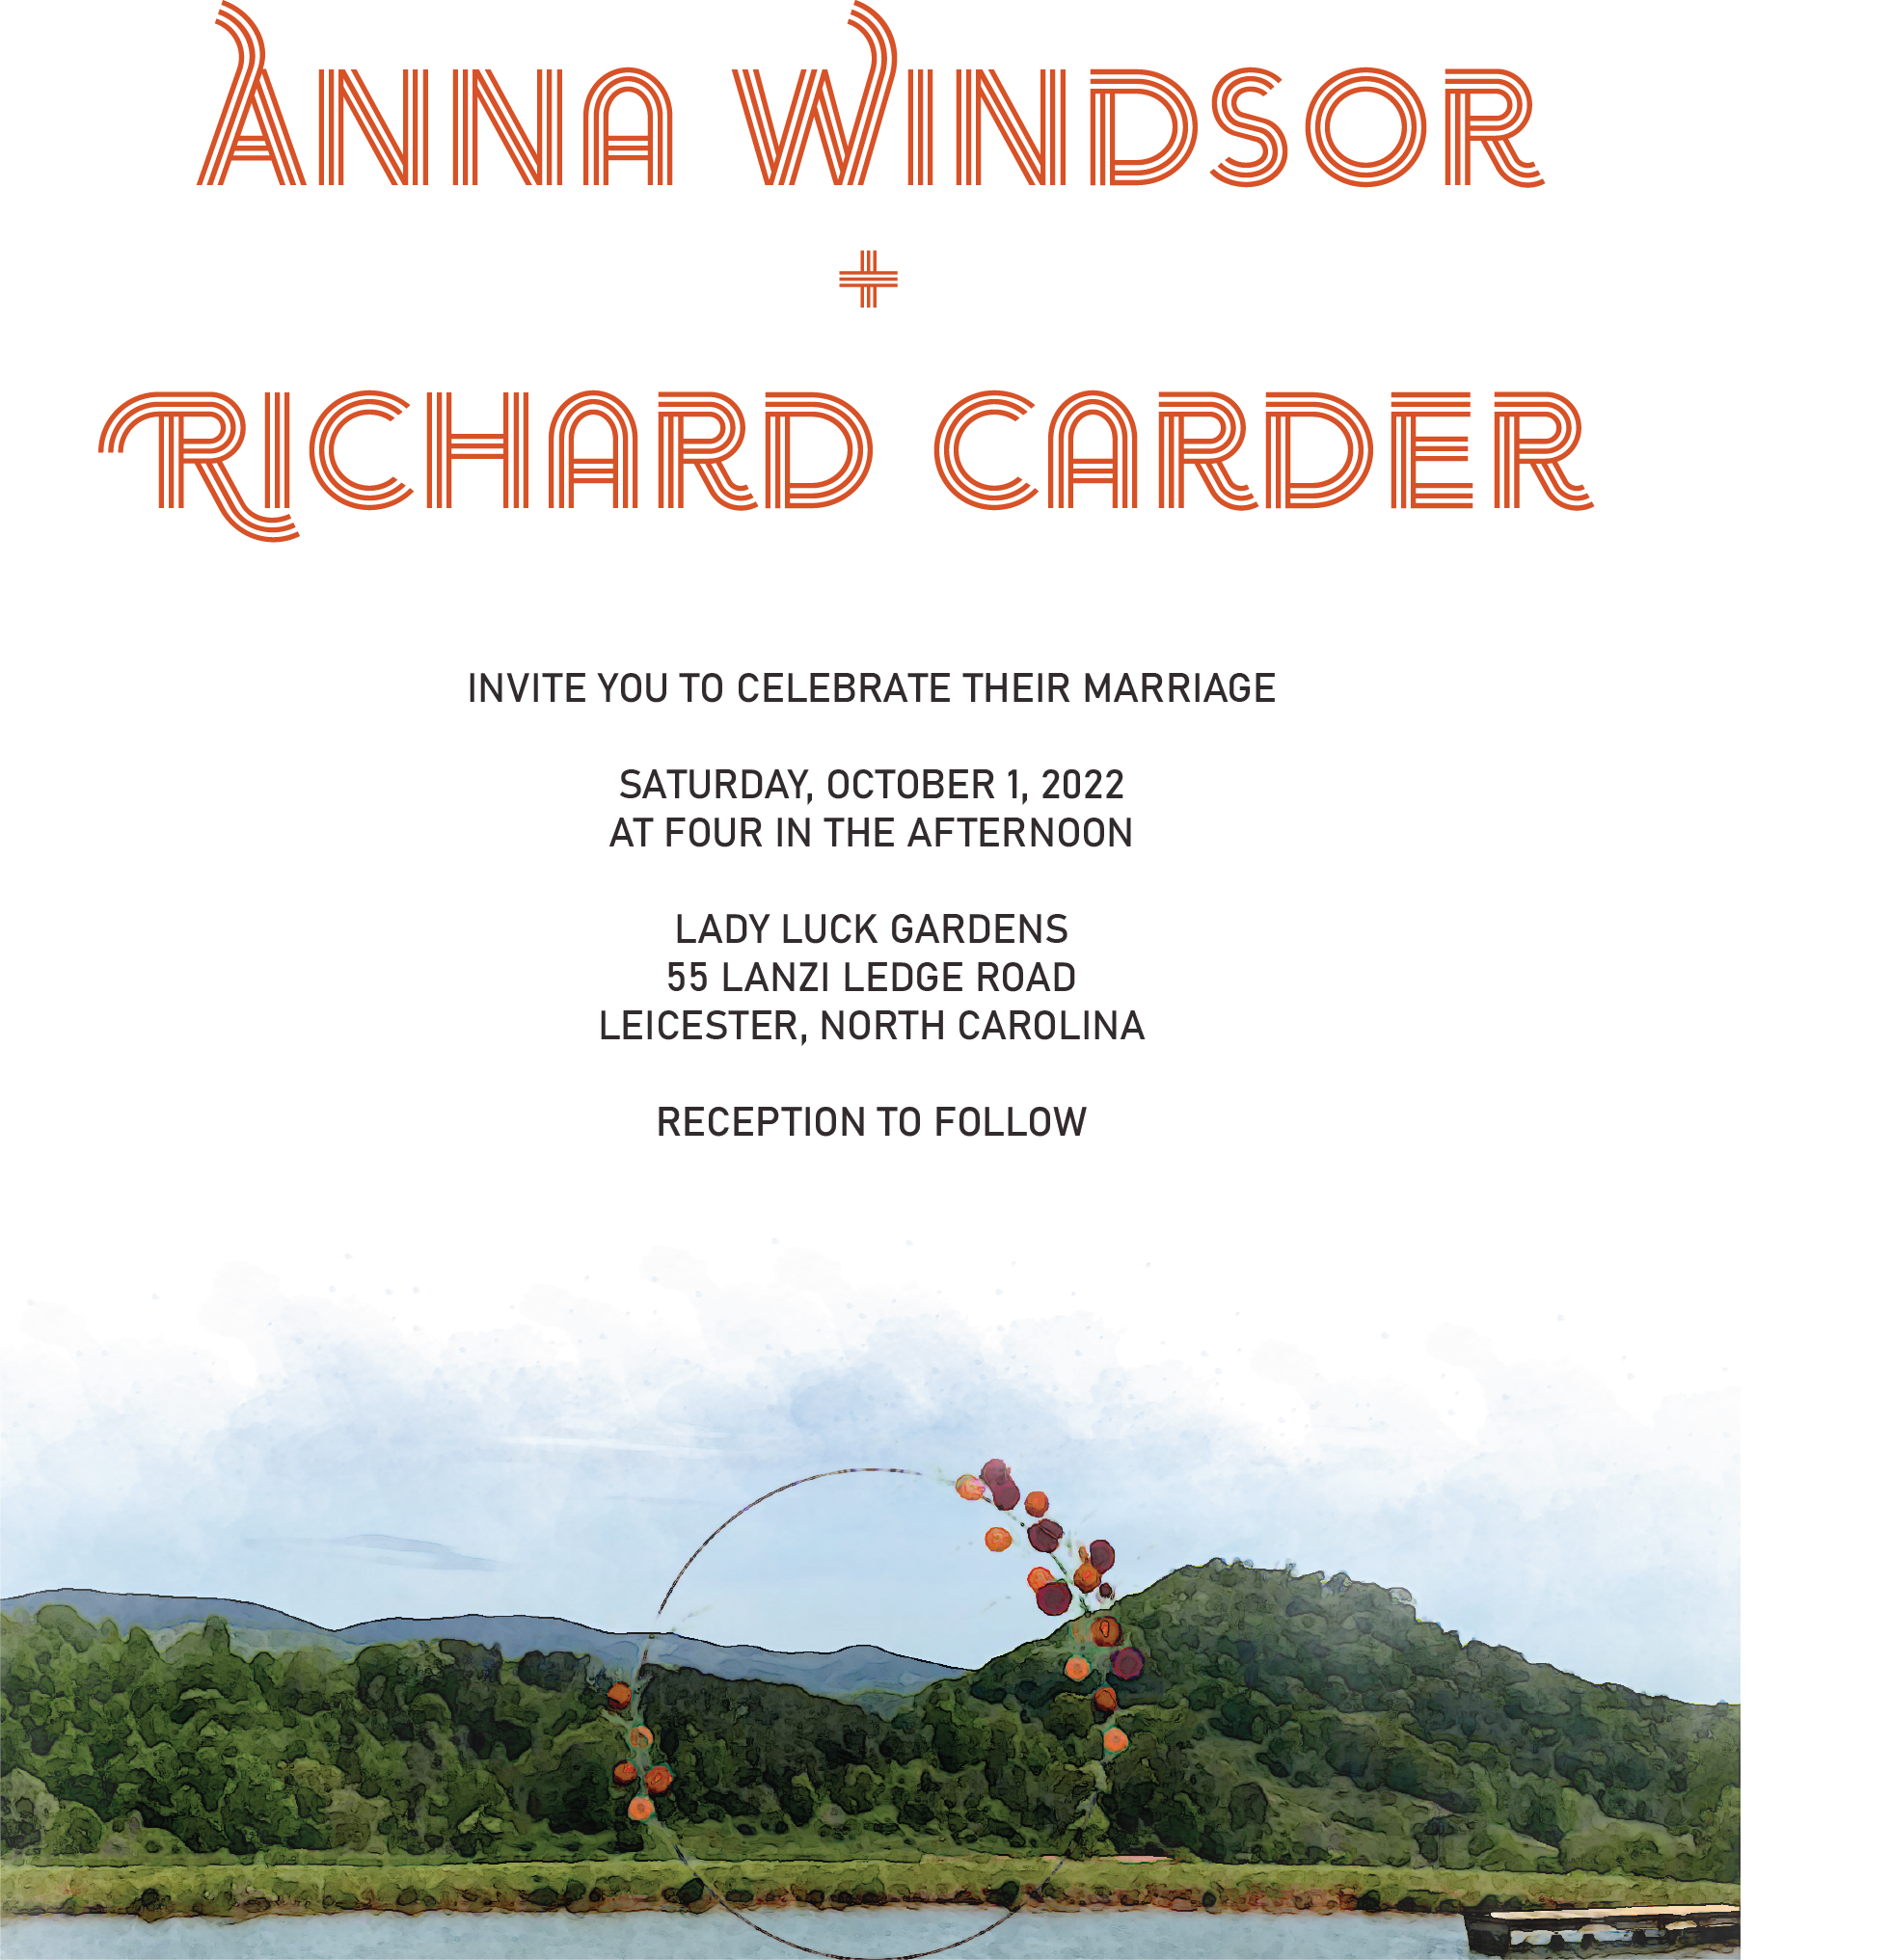 ANNA WINDSOR
+
RICHARD CARDER
INVITE YOU TO CELEBRATE THEIR MARRIAGE
SATURDAY, OCTOBER 1, 2022
AT FOUR IN THE AFTERNOON
LADY LUCK GARDENS
55 LANZI LEDGE ROAD
LEICESTER, NORTH CAROLINA
RECEPTION TO FOLLOW